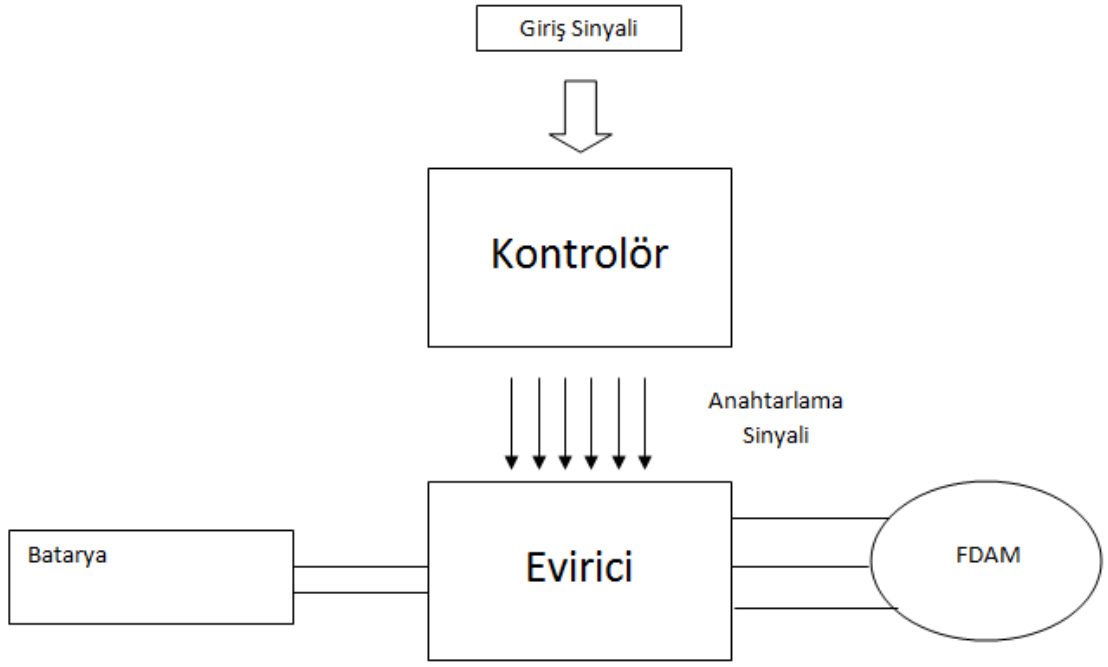 Giriş Sinyali
Kontrolör
Anahtarlama
Sinyali
Batarya
Evirici
FDAM